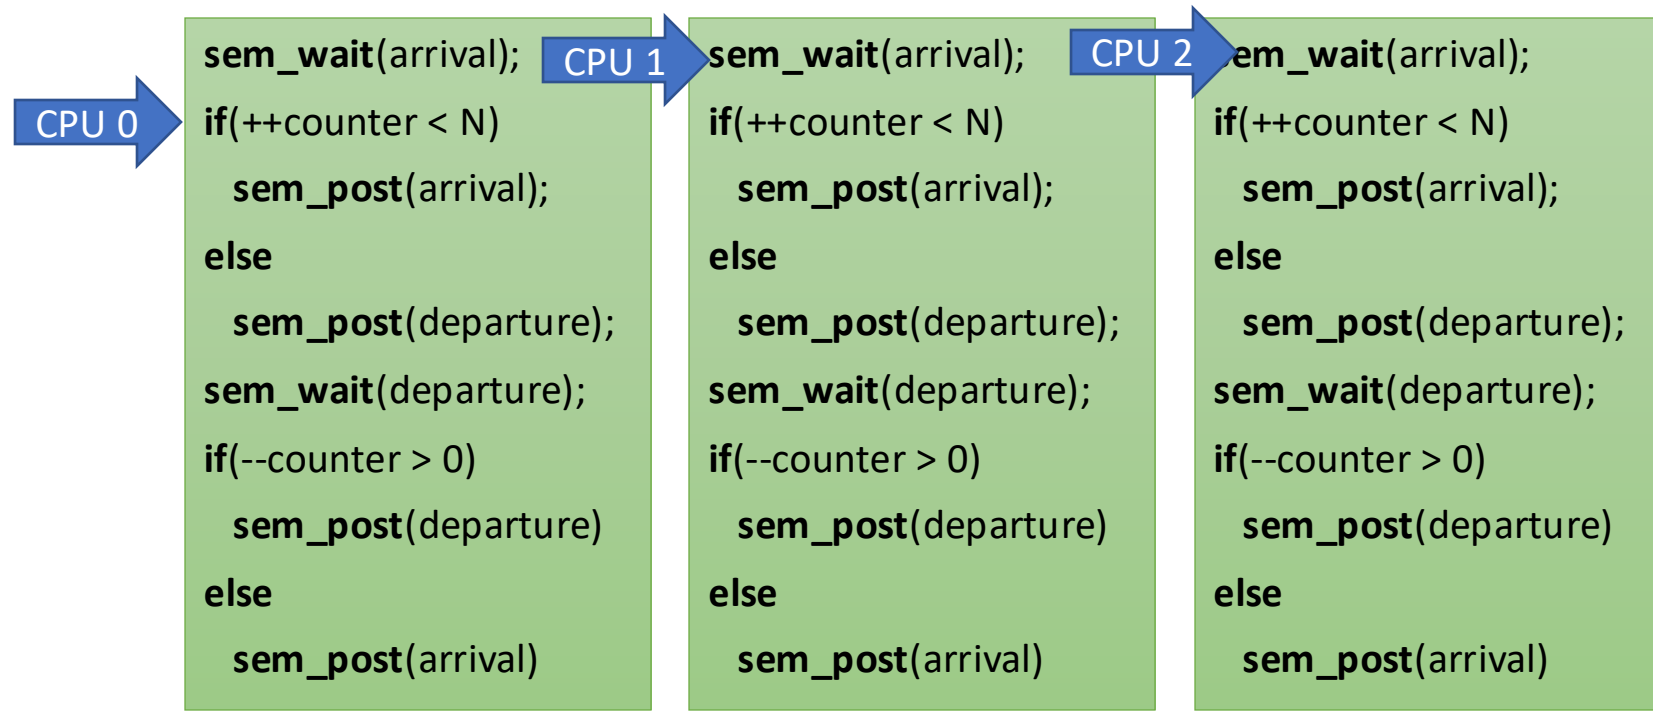 CPU 0
sem_wait(arrival);
if(++counter < N)
sem_post(arrival);
else
sem_post(departure);
sem_wait(departure);
if(--counter > 0)
sem_post(departure)
else
sem_post(arrival)
CPU 1
sem_wait(arrival);
if(++counter < N)
sem_post(arrival);
else
sem_post(departure);
sem_wait(departure);
if(--counter > 0)
sem_post(departure)
else
sem_post(arrival)
CPU 2
sem_wait(arrival);
if(++counter < N)
sem_post(arrival);
else
sem_post(departure);
sem_wait(departure);
if(--counter > 0)
sem_post(departure)
else
sem_post(arrival)